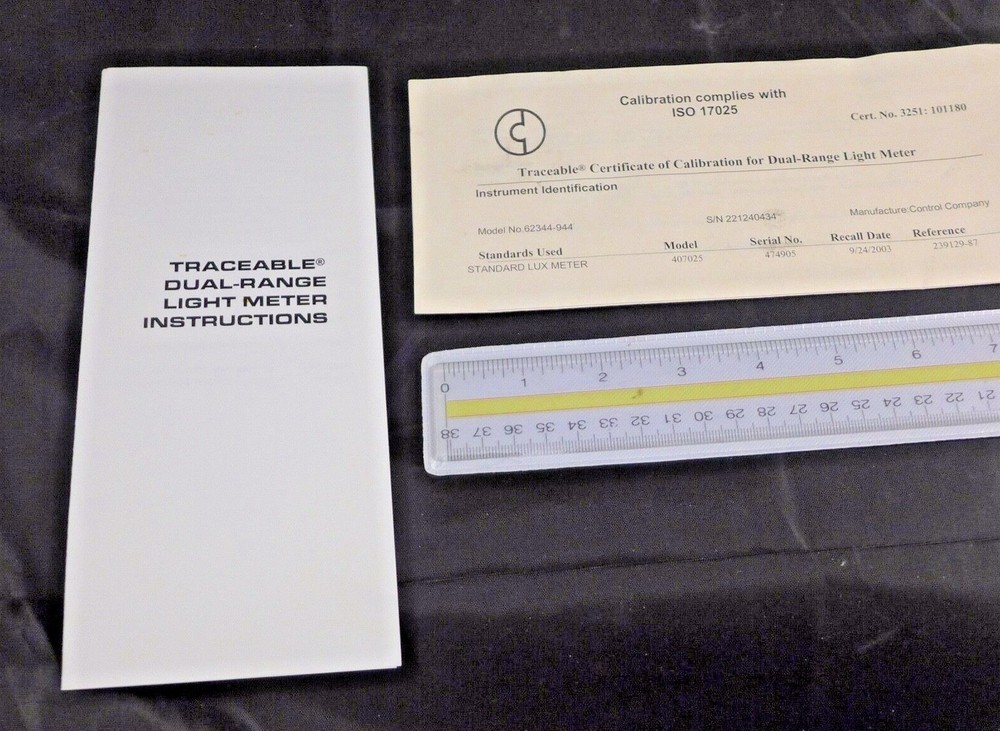 TRACEABLE®
DUAL-RANGE
LIGHT METER
INSTRUCTIONS
Calibration complies with
ISO 17025
Cert. No. 3251: 101180
Traceable® Certificate of Calibration for Dual-Range Light Meter
Instrument Identification
Model No.62344-944 S/N 221240434 Manufacture:Control Company
Standards Used Model Serial No. Recall Date Reference
STANDARD LUX METER 407025 474905 9/24/2003 239129-87
0 1 2 3 4 5 6 7
38 37 36 35 34 33 32 31 30 29 28 27 26 25 24 23 22 21